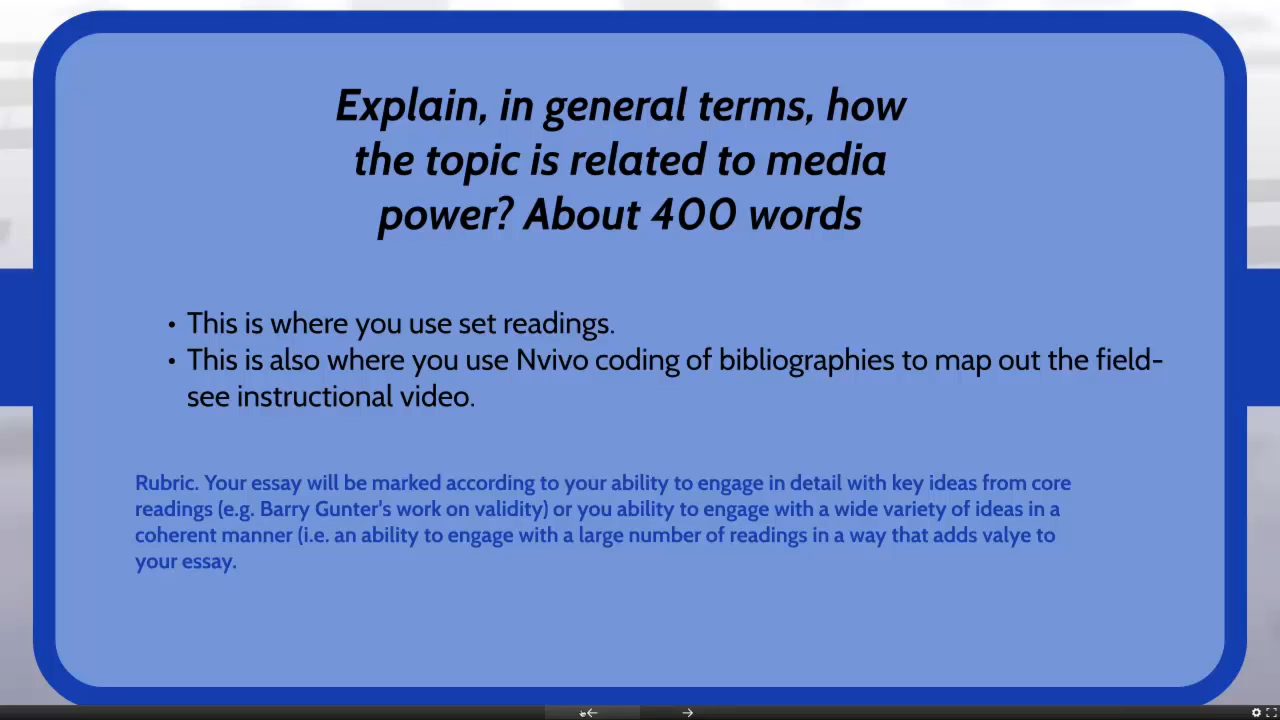 Explain, in general terms, how
the topic is related to media
power? About 400 words
• This is where you use set readings.
• This is also where you use Nvivo coding of bibliographies to map out the field-
see instructional video.
Rubric. Your essay will be marked according to your ability to engage in detail with key ideas from core
readings (e.g. Barry Gunter's work on validity) or you ability to engage with a wide variety of ideas in a
coherent manner (i.e. an ability to engage with a large number of readings in a way that adds valye to
your essay.